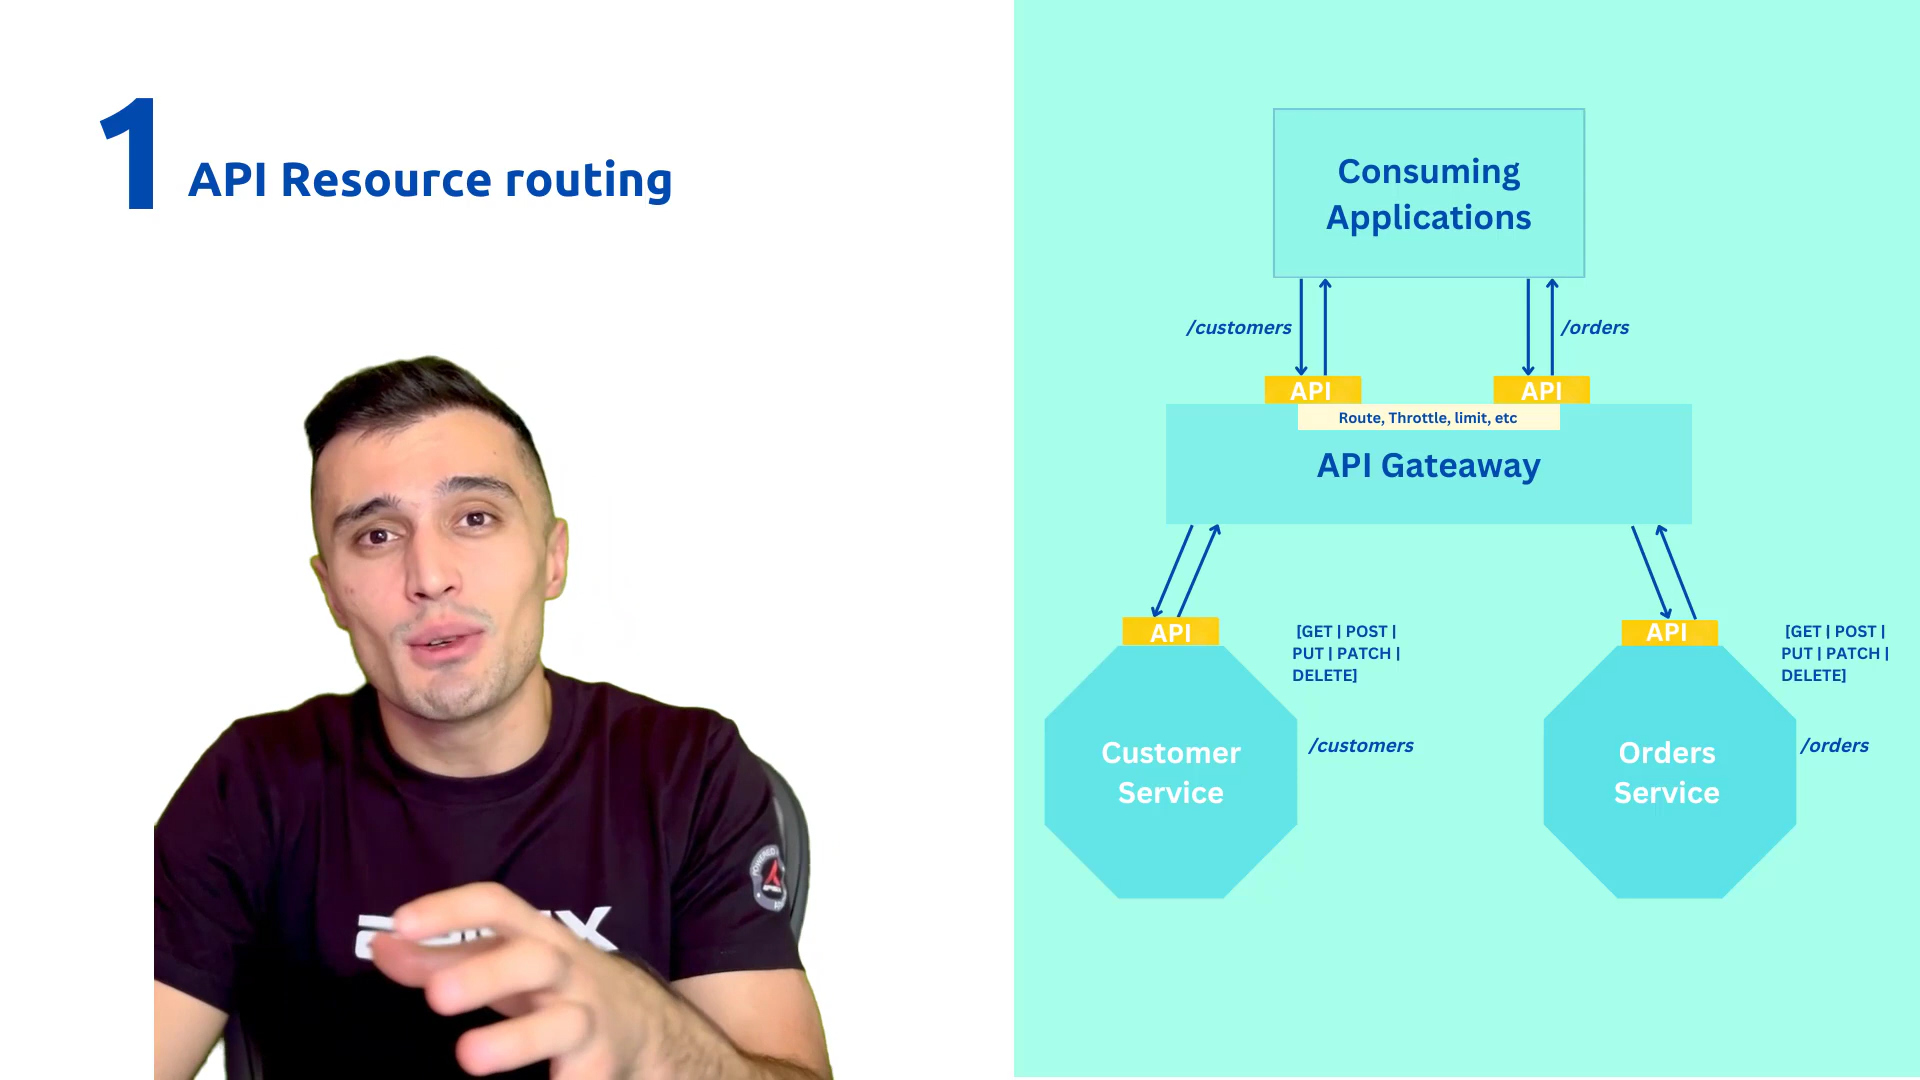 1
API Resource routing
Consuming
Applications
/customers
/orders
API
API
Route, Throttle, limit, etc
API Gateaway
API
[GET | POST |
PUT | PATCH |
DELETE]
Customer
Service
/customers
API
[GET | POST |
PUT | PATCH |
DELETE]
Orders
Service
/orders